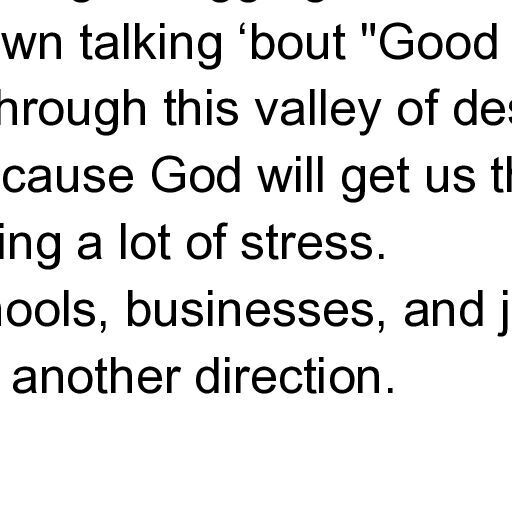 wn talking ‘bout "Good
hrough this valley of des
cause God will get us th
ing a lot of stress.
ools, businesses, and j
another direction.